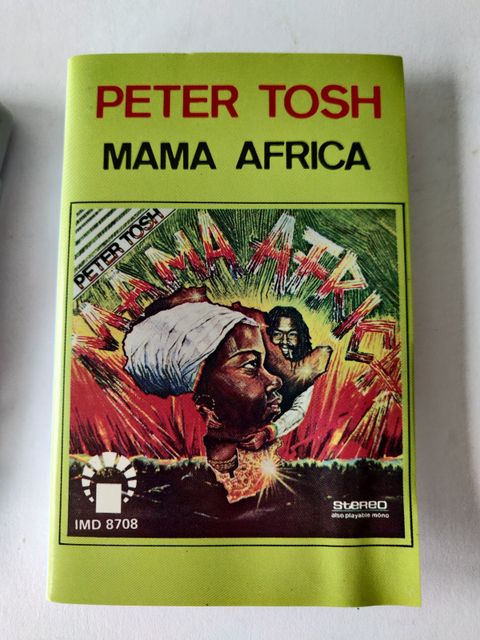 PETER TOSH
MAMA AFRICA
PETER TOSH
MAMA AFRICA
IMD 8708
STEREO
also playable mono